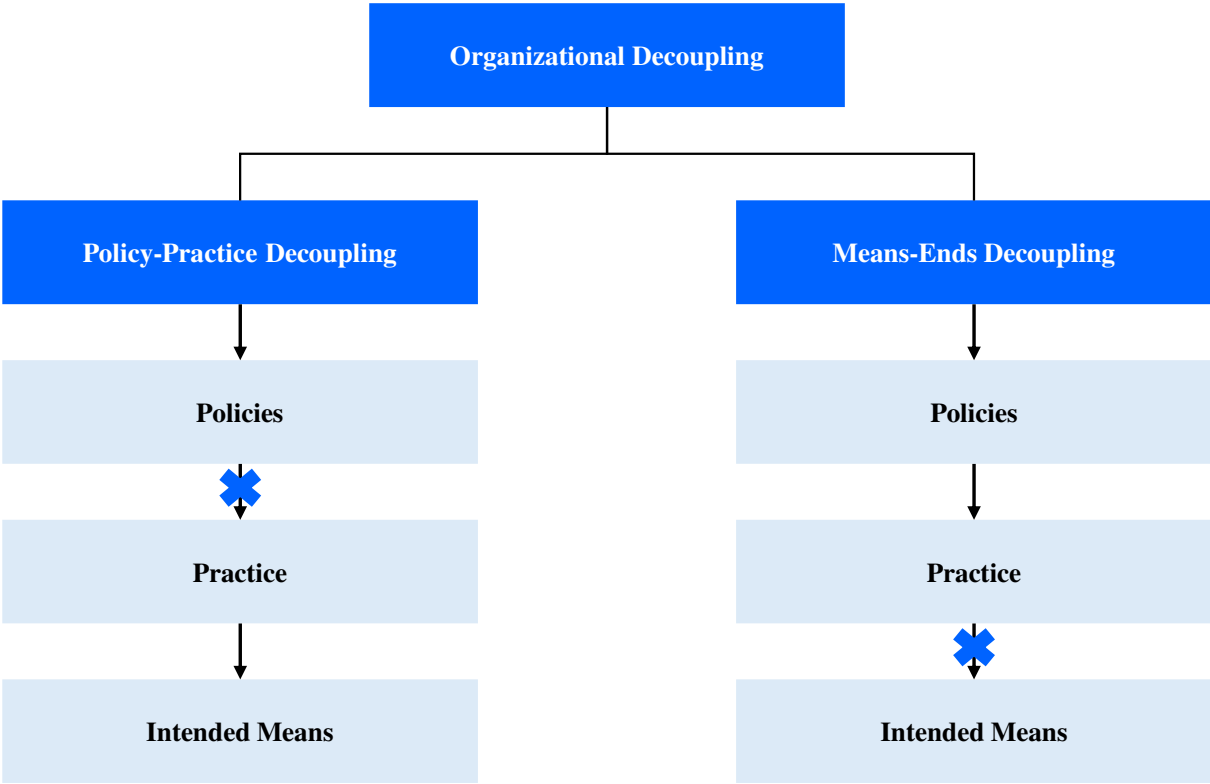 Organizational Decoupling
Policy-Practice Decoupling
Means-Ends Decoupling
Policies
Policies
Practice
Practice
Intended Means
Intended Means